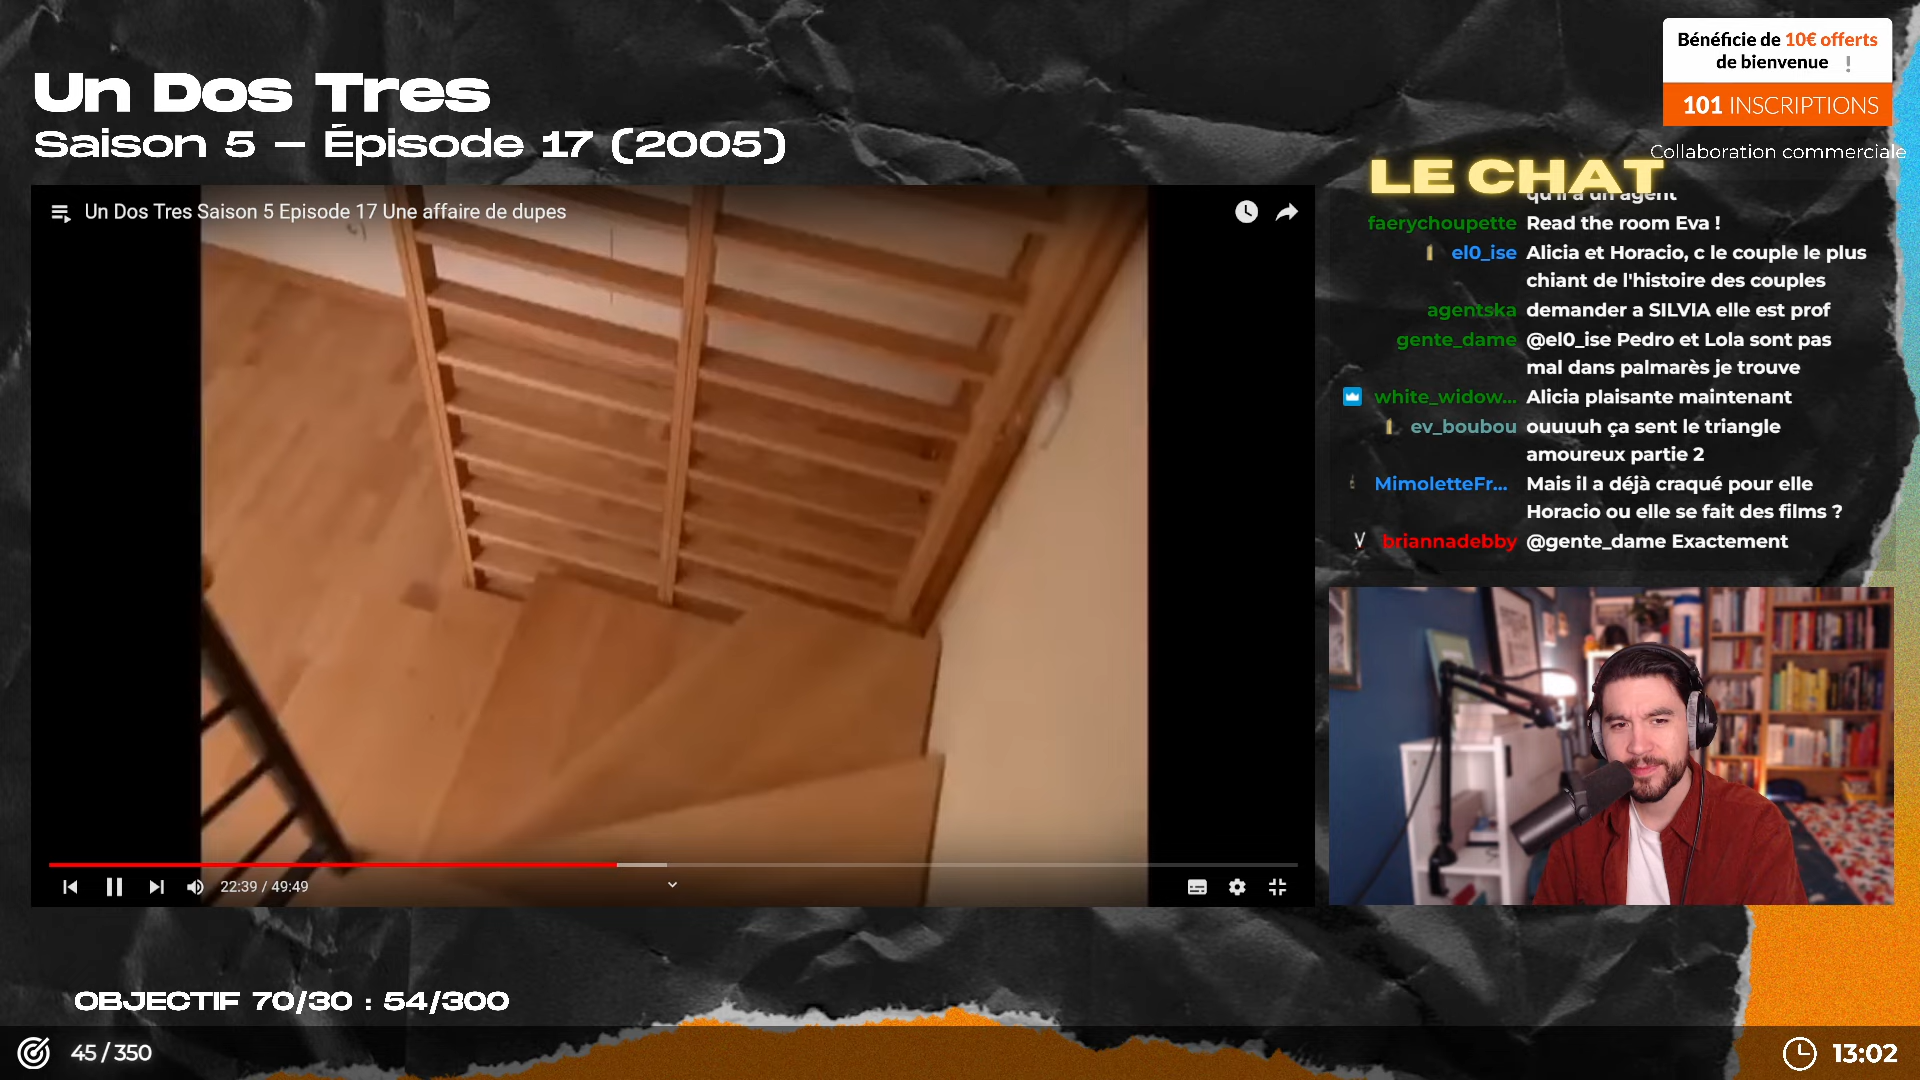 Un Dos Tres
Saison 5 – Épisode 17 (2005)
Bénéficie de 10€ offerts
de bienvenue !
101 INSCRIPTIONS
Collaboration commerciale
Un Dos Tres Saison 5 Episode 17 Une affaire de dupes
22:39 / 49:49
LE CHAT
qu'il a un agent
faerychoupette Read the room Eva !
el0_ise Alicia et Horacio, c le couple le plus
chiant de l'histoire des couples
agentska demander a SILVIA elle est prof
gente_dame @el0_ise Pedro et Lola sont pas
mal dans palmarès je trouve
white_widow... Alicia plaisante maintenant
ev_boubou ouuuuh ça sent le triangle
amoureux partie 2
MimoletteFr... Mais il a déjà craqué pour elle
Horacio ou elle se fait des films ?
briannadebby @gente_dame Exactement
OBJECTIF 70/30 : 54/300
45 / 350
13:02